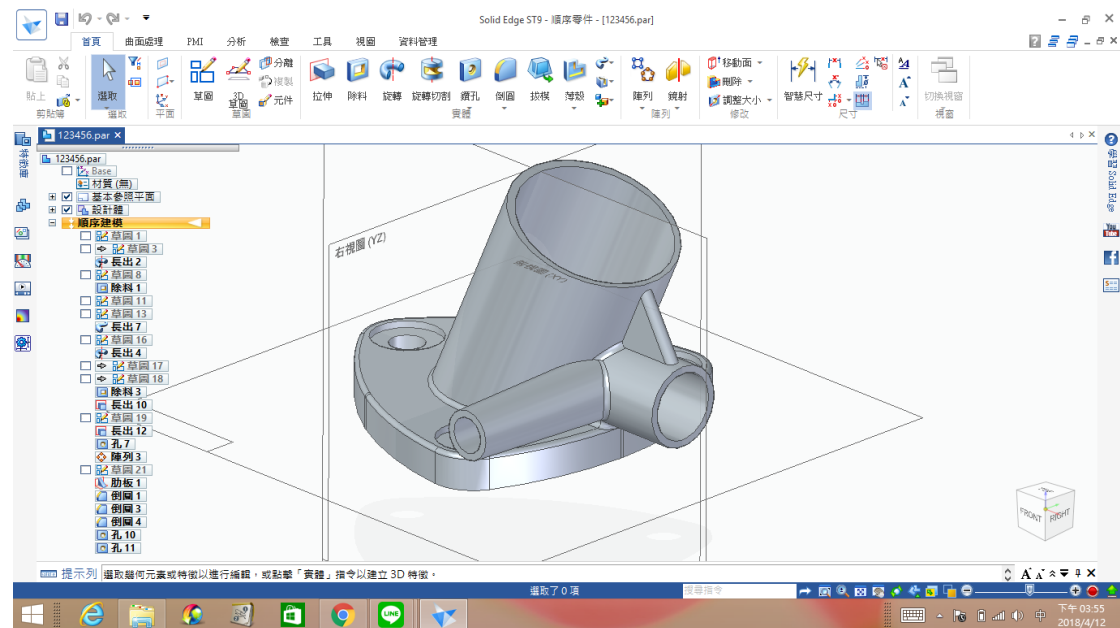 Solid Edge ST9 - 順序零件 - [123456.par]
首頁 曲面處理 PMI 分析 檢查 工具 視圖 資料管理
貼上 選取 草圖 3D 草圖 分離 複製 元件 拉伸 除料 旋轉 旋轉切割 鑽孔 倒圓 拔模 薄殼 陣列 鏡射 移動面 刪除 調整大小 智慧尺寸 切換視窗
剪貼簿 選取 平面 草圖 實體 陣列 修改 尺寸 視窗
123456.par
特徵庫
123456.par
Base
材質 (無)
基本參照平面
設計體
順序建模
草圖 1
草圖 3
長出 2
草圖 8
除料 1
草圖 11
草圖 13
長出 7
草圖 16
長出 4
草圖 17
草圖 18
除料 3
長出 10
草圖 19
長出 12
孔 7
陣列 3
草圖 21
肋板 1
倒圓 1
倒圓 3
倒圓 4
孔 10
孔 11
右視圖 (YZ)
FRONT RIGHT
學習 Solid Edge
You Tube
提示列 選取幾何元素或特徵以進行編輯，或點擊「實體」指令以建立 3D 特徵。
選取了 0 項 搜尋指令
LINE
中 下午 03:55
2018/4/12